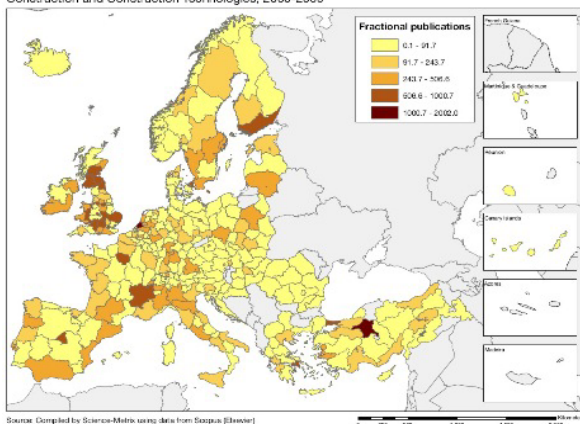 Construction and Construction Technologies, 2000-2009
Fractional publications
0.1 - 91.7
91.7 - 243.7
243.7 - 506.6
506.6 - 1000.7
1000.7 - 2002.0
French Guiana
Martinique & Guadeloupe
Réunion
Canary Islands
Azores
Madeira
Source: Compiled by Science-Metrix using data from Scopus (Elsevier)
Kilometers